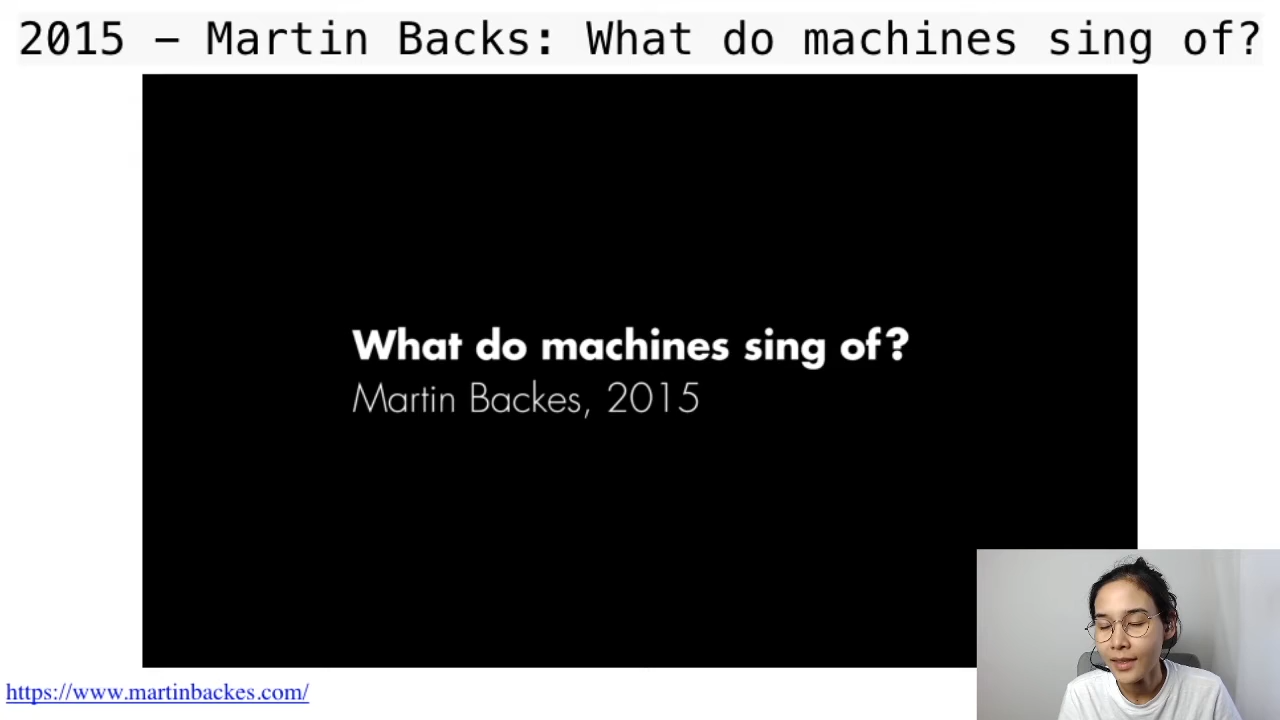 2015 – Martin Backs: What do machines sing of?
What do machines sing of?
Martin Backes, 2015
https://www.martinbackes.com/